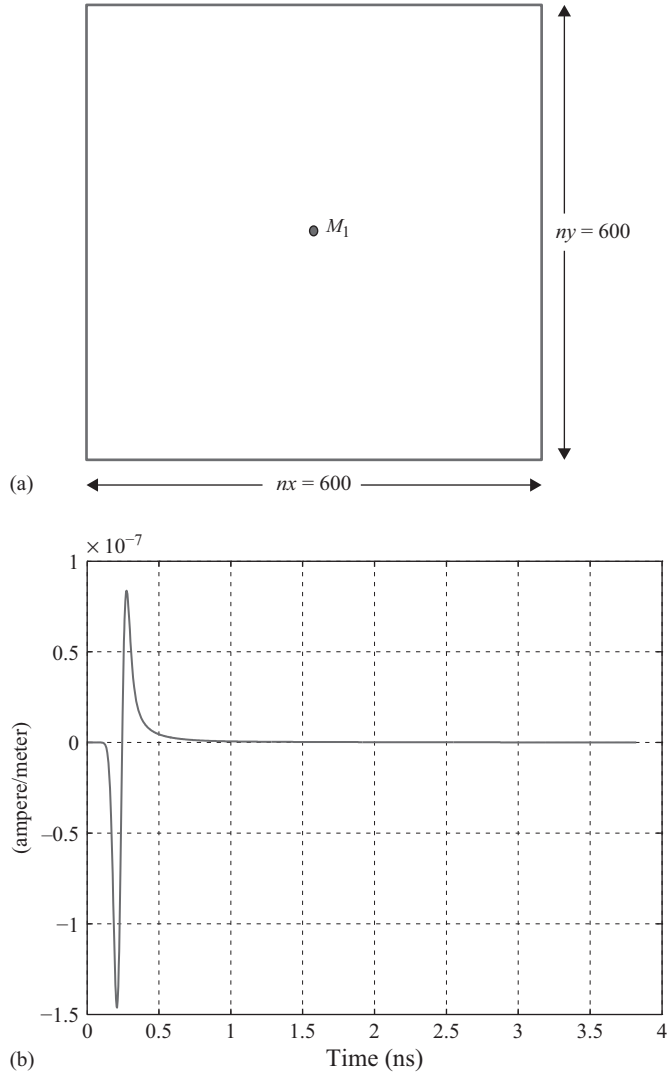 M₁
ny = 600
(a)
nx = 600
× 10⁻⁷
1
0.5
0
−0.5
−1
−1.5
(ampere/meter)
0 0.5 1 1.5 2 2.5 3 3.5 4
(b)
Time (ns)